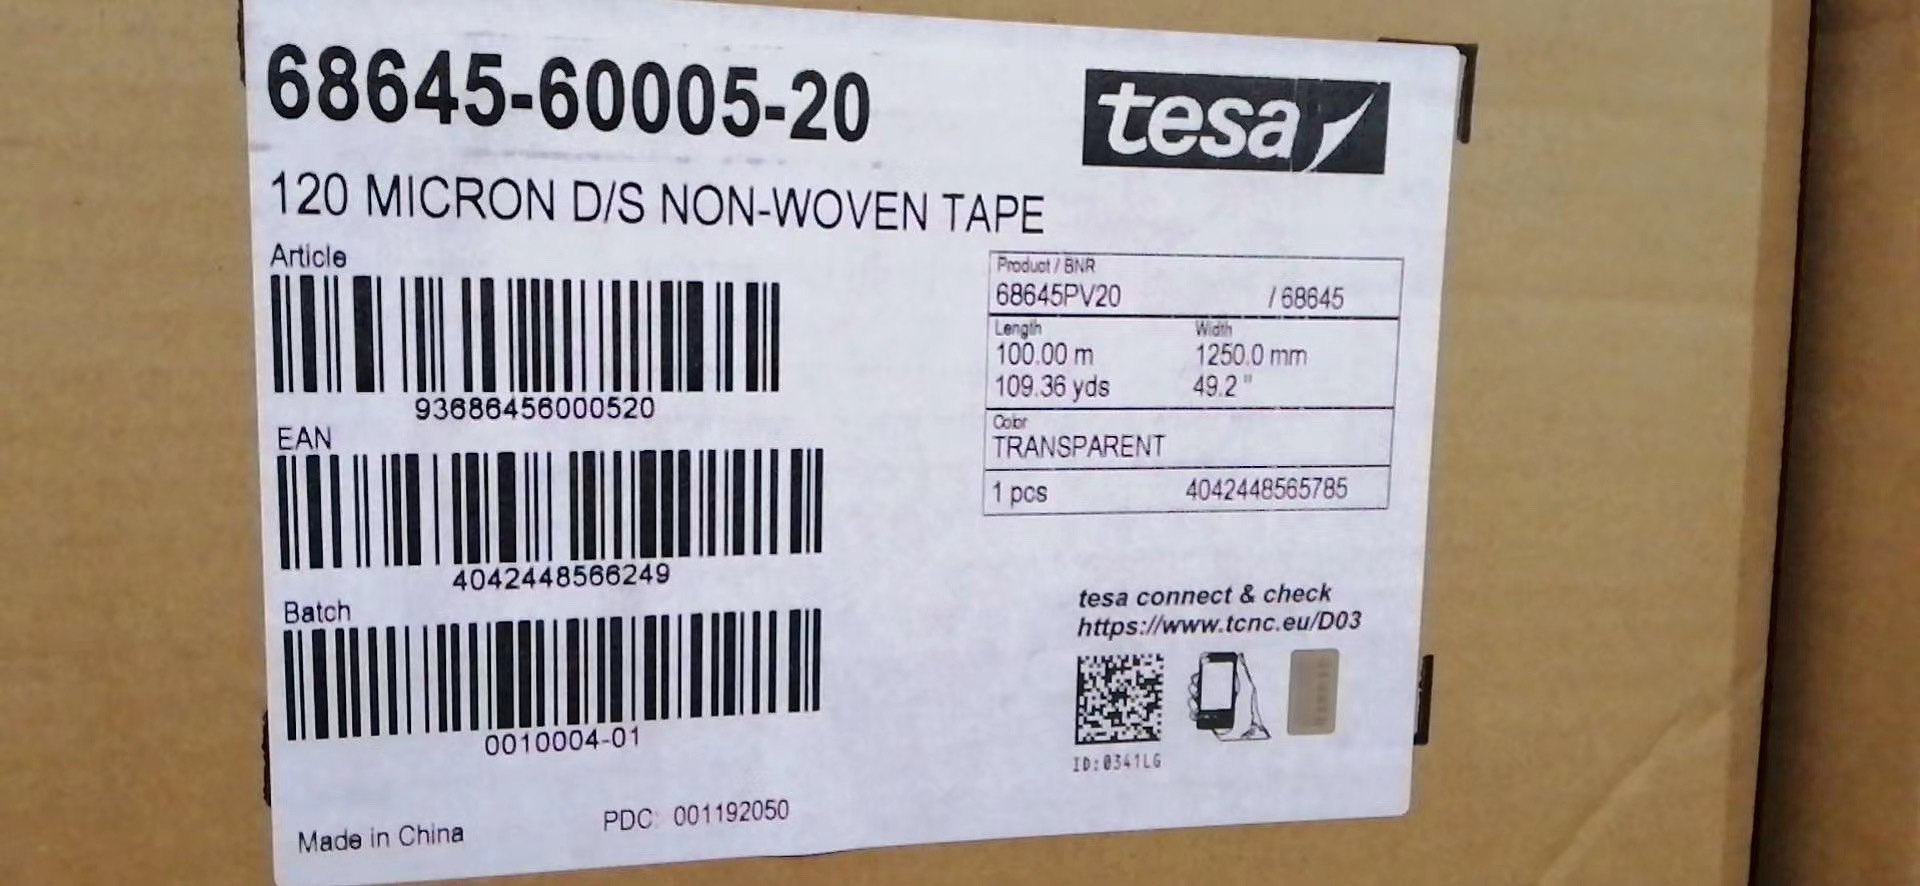 68645-60005-20
tesa
120 MICRON D/S NON-WOVEN TAPE
Article
93686456000520
EAN
4042448566249
Batch
0010004-01
Product / BNR
68645PV20 / 68645
Length Width
100.00 m 1250.0 mm
109.36 yds 49.2 "
Color
TRANSPARENT
1 pcs 4042448565785
tesa connect & check
https://www.tcnc.eu/D03
ID:0341LG
Made in China
PDC: 001192050